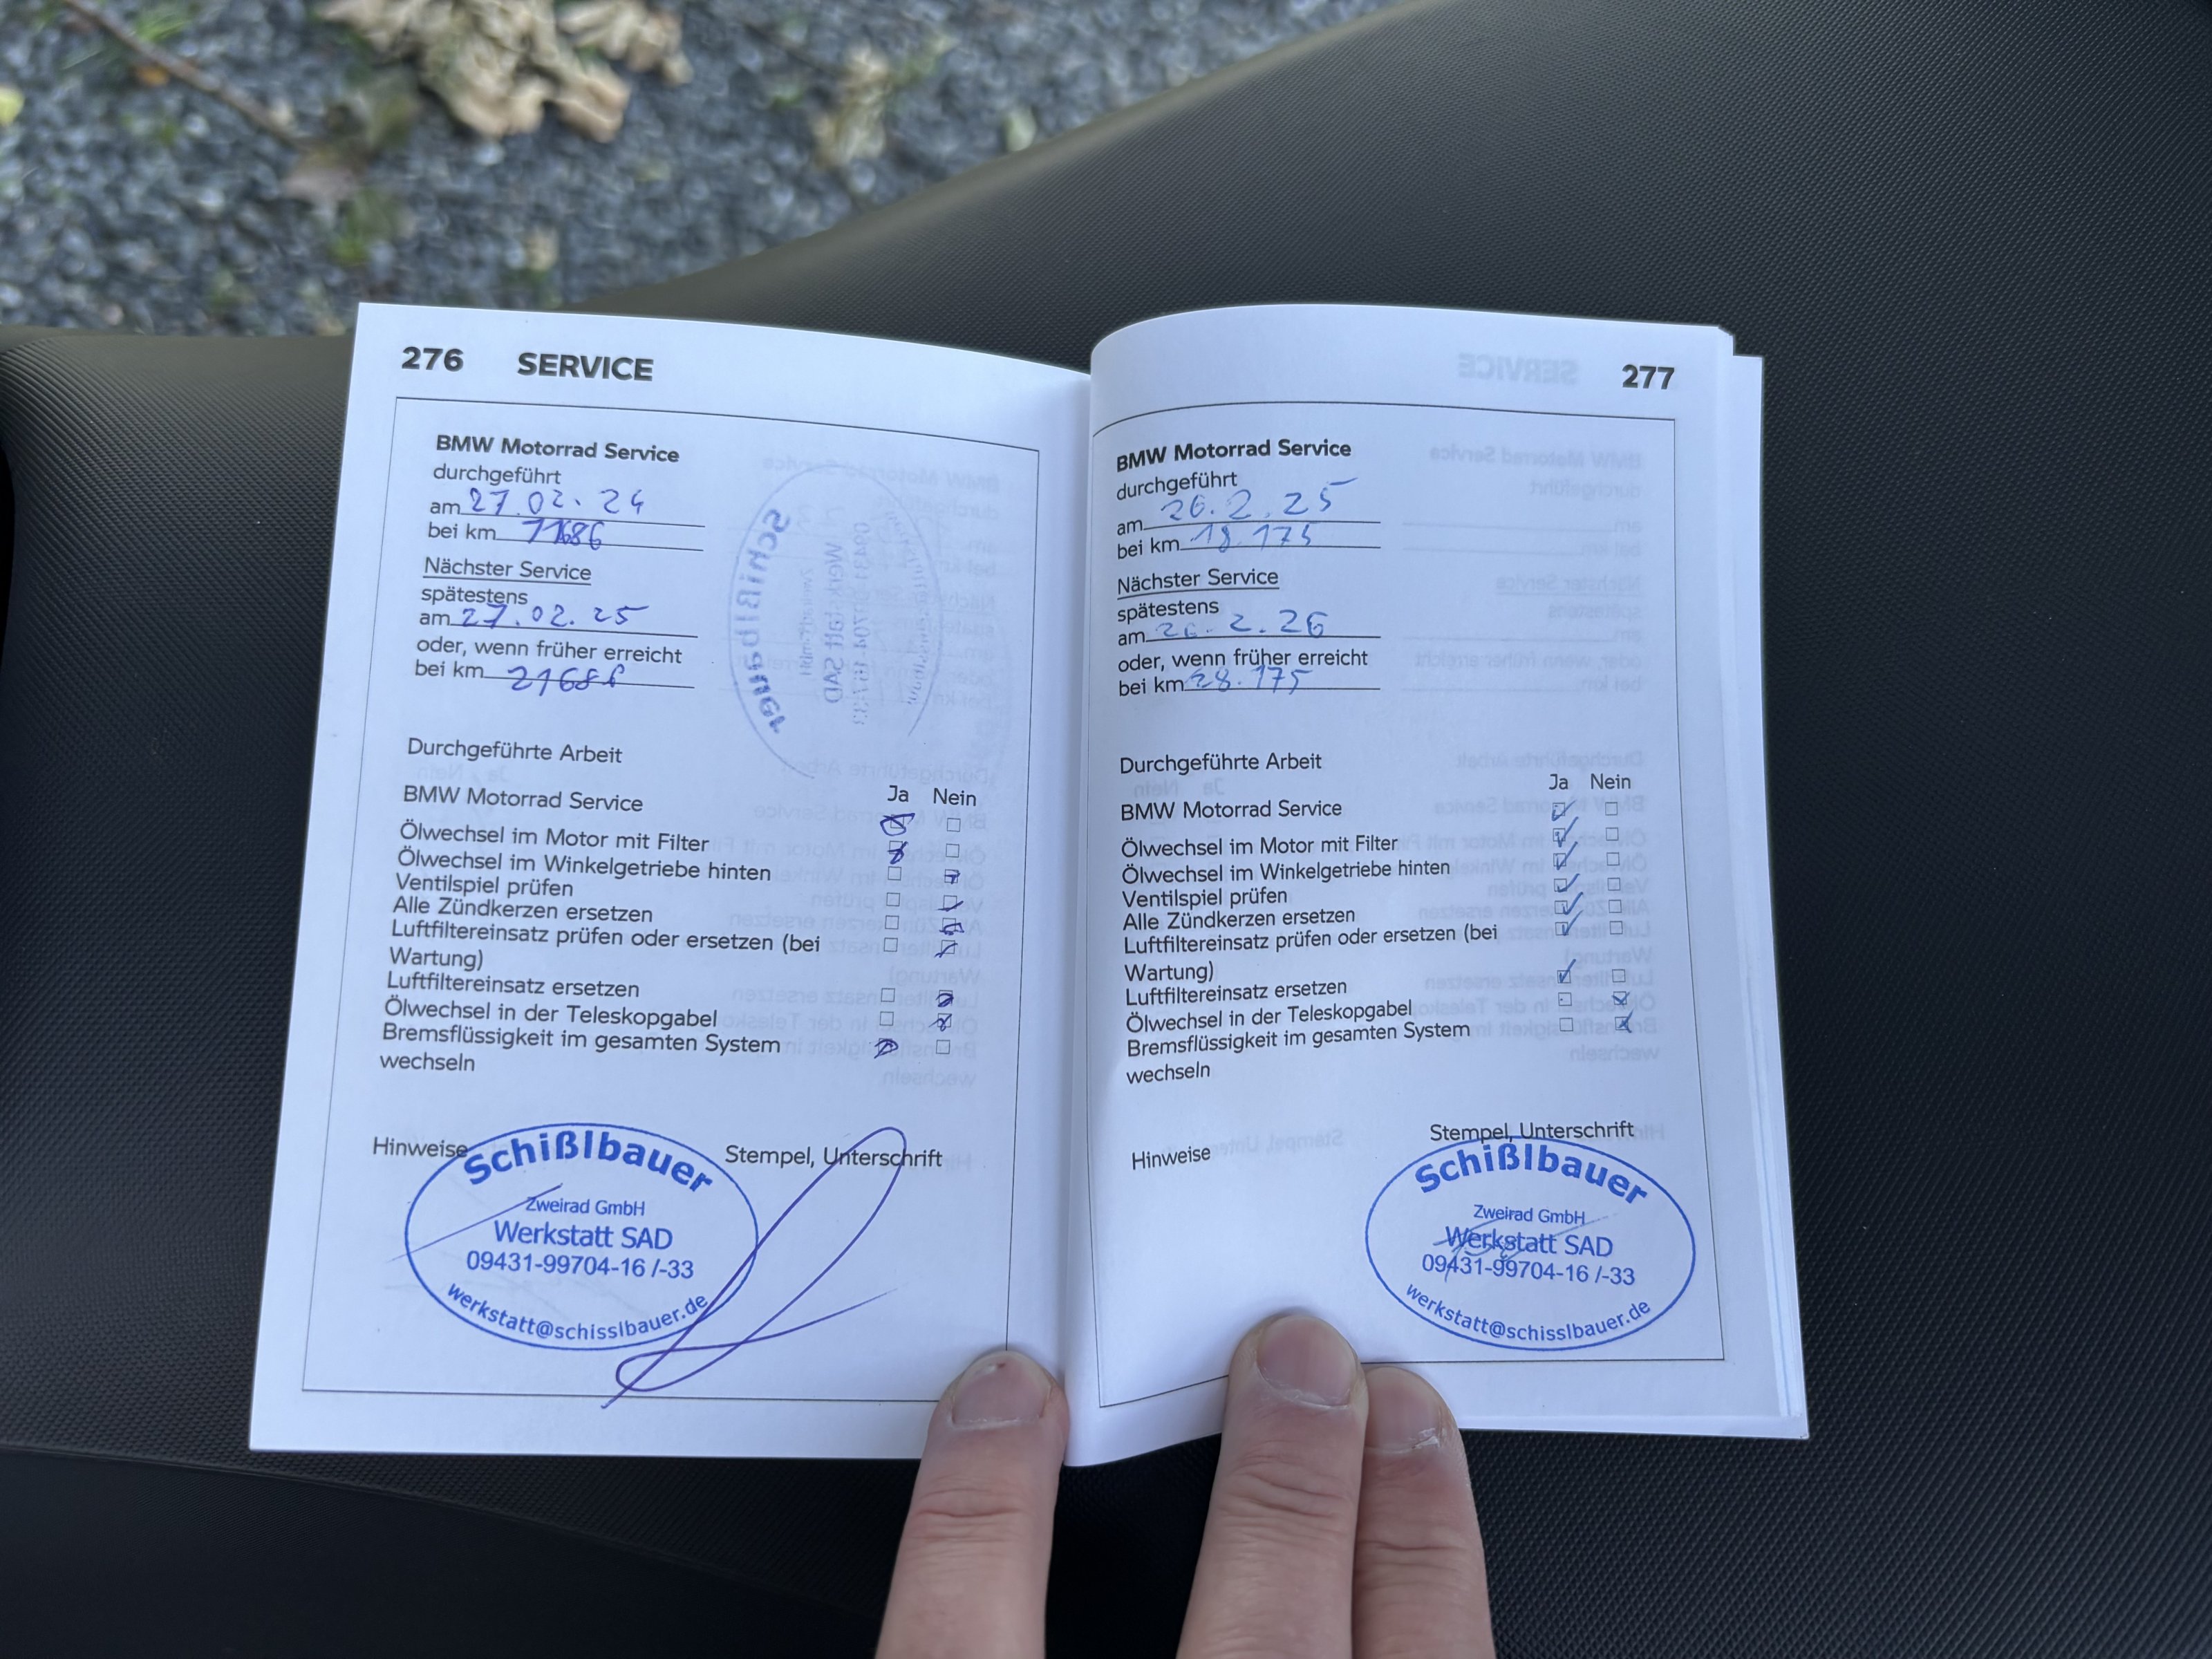 276 SERVICE
BMW Motorrad Service
durchgeführt
am 27.02.24
bei km 11686
Nächster Service
spätestens
am 27.02.25
oder, wenn früher erreicht
bei km 21686
Durchgeführte Arbeit
Ja Nein
BMW Motorrad Service
Ölwechsel im Motor mit Filter
Ölwechsel im Winkelgetriebe hinten
Ventilspiel prüfen
Alle Zündkerzen ersetzen
Luftfiltereinsatz prüfen oder ersetzen (bei
Wartung)
Luftfiltereinsatz ersetzen
Ölwechsel in der Teleskopgabel
Bremsflüssigkeit im gesamten System
wechseln
Hinweise
Stempel, Unterschrift
Schißlbauer
Zweirad GmbH
Werkstatt SAD
09431-99704-16 /-33
werkstatt@schisslbauer.de
277
BMW Motorrad Service
durchgeführt
am 26.2.25
bei km 18.175
Nächster Service
spätestens
am 26.2.26
oder, wenn früher erreicht
bei km 28.175
Durchgeführte Arbeit
Ja Nein
BMW Motorrad Service
Ölwechsel im Motor mit Filter
Ölwechsel im Winkelgetriebe hinten
Ventilspiel prüfen
Alle Zündkerzen ersetzen
Luftfiltereinsatz prüfen oder ersetzen (bei
Wartung)
Luftfiltereinsatz ersetzen
Ölwechsel in der Teleskopgabel
Bremsflüssigkeit im gesamten System
wechseln
Hinweise
Stempel, Unterschrift
Schißlbauer
Zweirad GmbH
Werkstatt SAD
09431-99704-16 /-33
werkstatt@schisslbauer.de